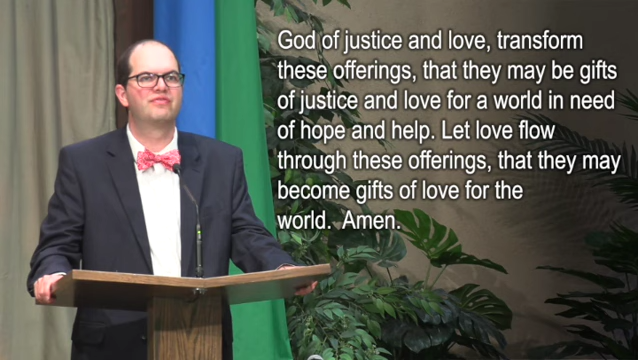 God of justice and love, transform
these offerings, that they may be gifts
of justice and love for a world in need
of hope and help. Let love flow
through these offerings, that they may
become gifts of love for the
world.  Amen.